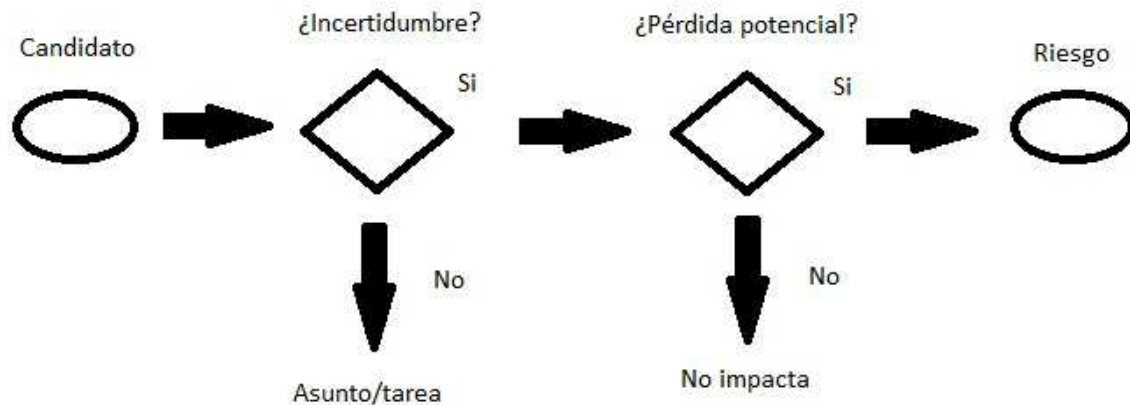 Candidato
¿Incertidumbre?
Si
¿Pérdida potencial?
Si
Riesgo
No
Asunto/tarea
No
No impacta